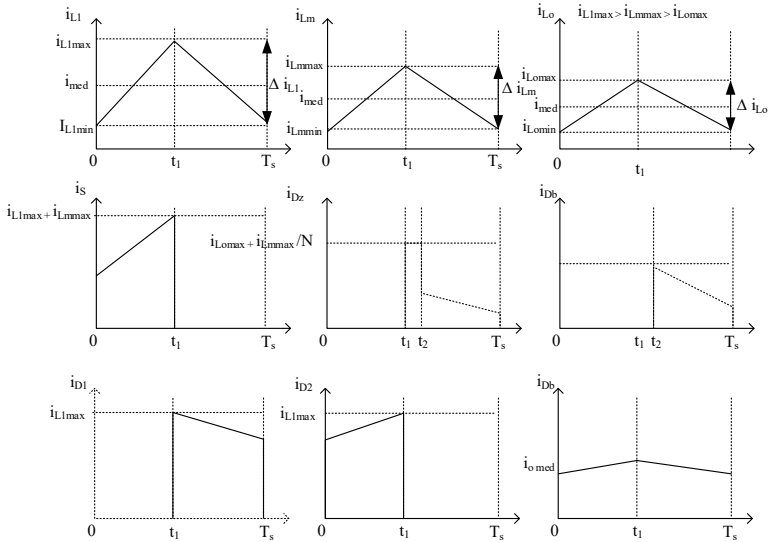 iL1
iL1max
imed
IL1min
0
t1
Ts
Δ iL1
iLm
iLmmax
imed
iLmmin
0
t1
Ts
Δ iLm
iLo
iL1max > iLmmax > iLomax
iLomax
imed
iLomin
0
t1
Δ iLo
iS
iL1max + iLmmax
0
t1
Ts
iDz
iLomax + iLmmax/N
0
t1 t2
Ts
iDb
0
t1 t2
Ts
iD1
iL1max
0
t1
Ts
iD2
iL1max
0
t1
Ts
iDb
io med
0
t1
Ts